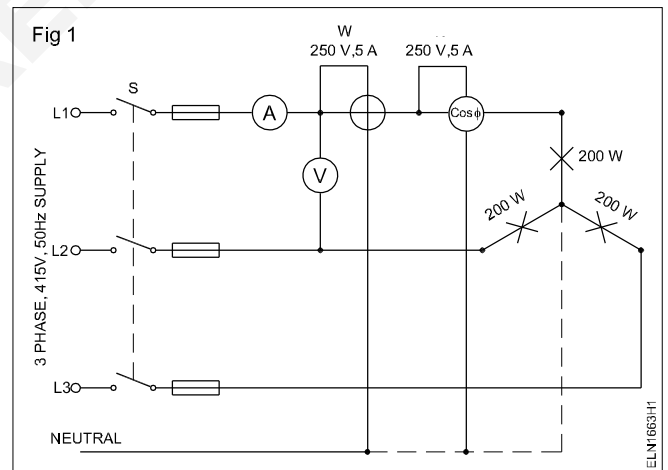 Fig 1
W
250 V,5 A
250 V,5 A
S
L1
A
Cosϕ
200 W
V
200 W
200 W
3 PHASE, 415V, 50Hz SUPPLY
L2
L3
NEUTRAL
ELN1663H1